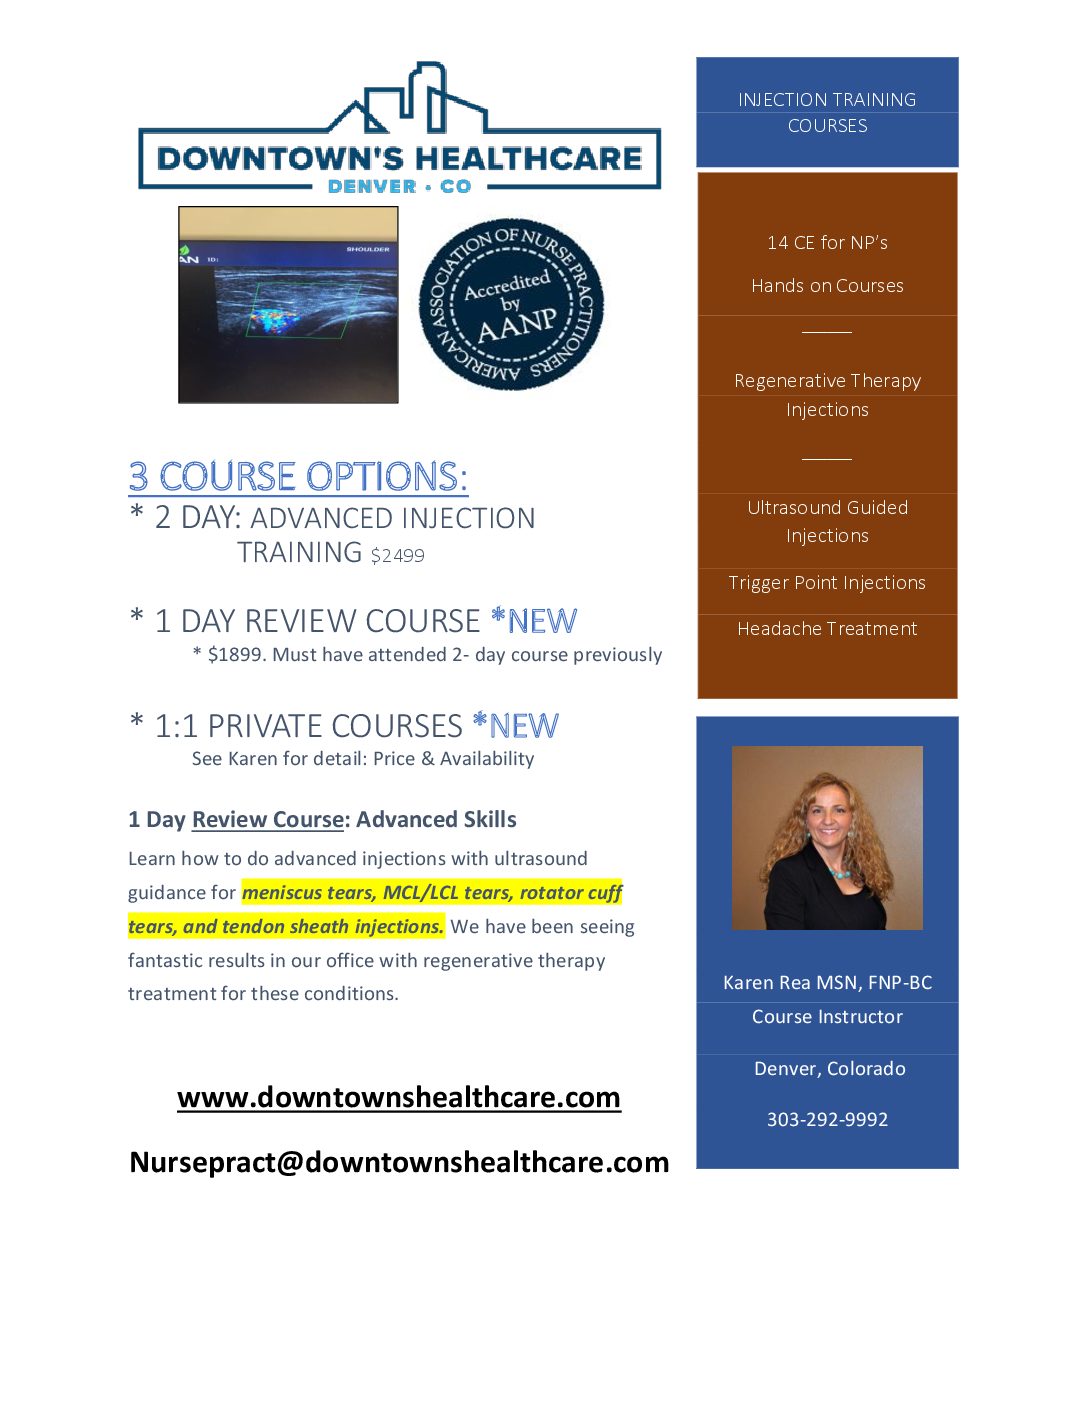 DOWNTOWN'S HEALTHCARE
DENVER • CO
AN
ID:
SHOULDER
AMERICAN ASSOCIATION OF NURSE PRACTITIONERS
Accredited
by
AANP
3 COURSE OPTIONS:
* 2 DAY: ADVANCED INJECTION
TRAINING $2499
* 1 DAY REVIEW COURSE *NEW
* $1899. Must have attended 2- day course previously
* 1:1 PRIVATE COURSES *NEW
See Karen for detail: Price & Availability
1 Day Review Course: Advanced Skills
Learn how to do advanced injections with ultrasound
guidance for meniscus tears, MCL/LCL tears, rotator cuff
tears, and tendon sheath injections. We have been seeing
fantastic results in our office with regenerative therapy
treatment for these conditions.
www.downtownshealthcare.com
Nursepract@downtownshealthcare.com
INJECTION TRAINING
COURSES
14 CE for NP’s
Hands on Courses
Regenerative Therapy
Injections
Ultrasound Guided
Injections
Trigger Point Injections
Headache Treatment
Karen Rea MSN, FNP-BC
Course Instructor
Denver, Colorado
303-292-9992